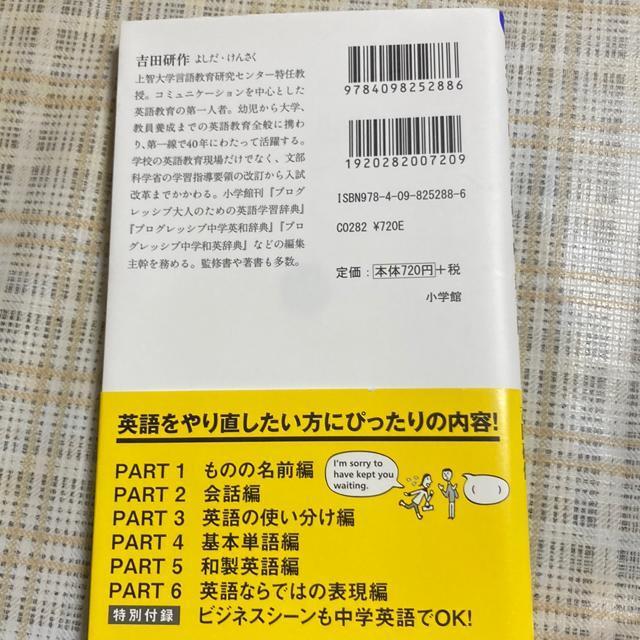 吉田研作 よしだ・けんさく
上智大学言語教育研究センター特任教
授。コミュニケーションを中心とした
英語教育の第一人者。幼児から大学、
教員養成までの英語教育全般に携わ
り、第一線で40年にわたって活躍する。
学校の英語教育現場だけでなく、文部
科学省の学習指導要領の改訂から入試
改革までかかわる。小学館刊『プログ
レッシブ大人のための英語学習辞典』
『プログレッシブ中学英和辞典』『プロ
グレッシブ中学和英辞典』などの編集
主幹を務める。監修書や著書も多数。
9784098252886
1920282007209
ISBN978-4-09-825288-6
C0282 ¥720E
定価：本体720円+税
小学館
英語をやり直したい方にぴったりの内容!
PART 1 ものの名前編
PART 2 会話編
PART 3 英語の使い分け編
PART 4 基本単語編
PART 5 和製英語編
PART 6 英語ならではの表現編
特別付録 ビジネスシーンも中学英語でOK!
I'm sorry to
have kept you
waiting.
( )